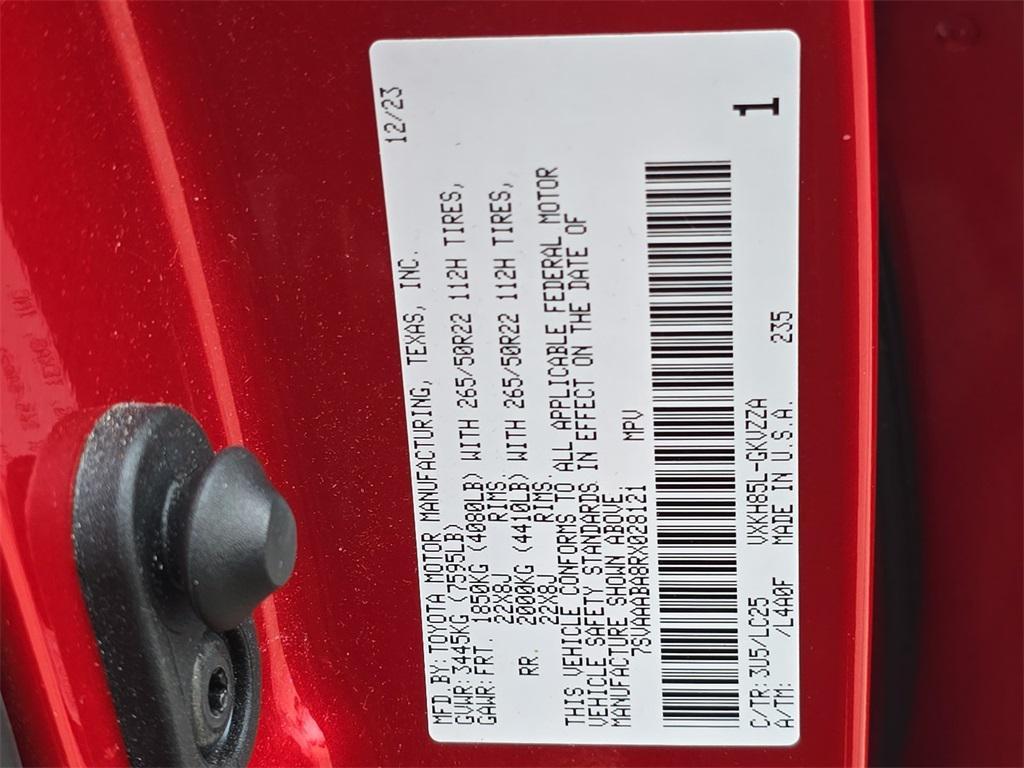 MFD BY: TOYOTA MOTOR MANUFACTURING, TEXAS, INC. 12/23
GVWR: 3445KG (7595LB)
GAWR: FRT. 1850KG (4080LB) WITH 265/50R22 112H TIRES,
22X8J RIMS.
RR. 2000KG (4410LB) WITH 265/50R22 112H TIRES,
22X8J RIMS.
THIS VEHICLE CONFORMS TO ALL APPLICABLE FEDERAL MOTOR
VEHICLE SAFETY STANDARDS IN EFFECT ON THE DATE OF
MANUFACTURE SHOWN ABOVE.
7SVAAABA8RX028121 MPV
1
C/TR: 3U5/LC25 VXKH85L-GKVZZA
A/TM: /L4A0F MADE IN U.S.A. 235